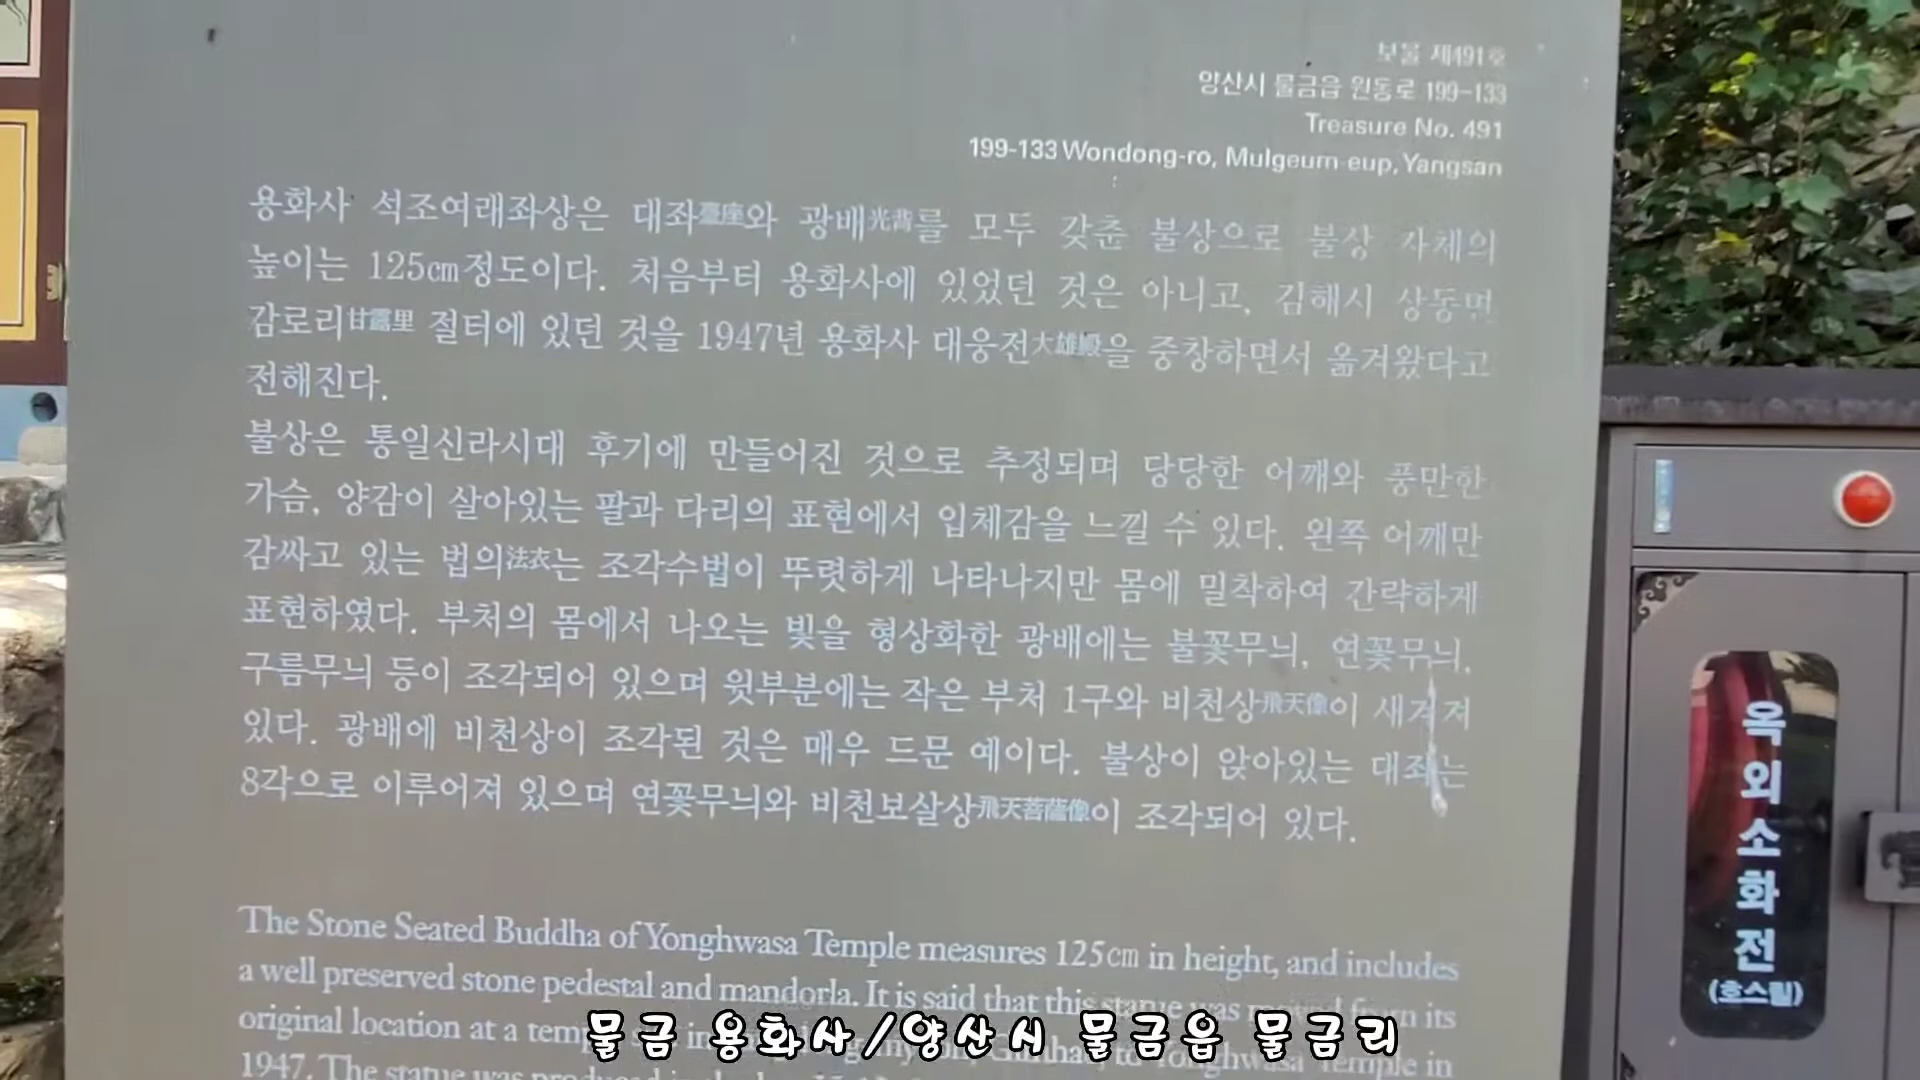 보물 제491호
양산시 물금읍 원동로 199-133
Treasure No. 491
199-133 Wondong-ro, Mulgeum-eup, Yangsan
용화사 석조여래좌상은 대좌臺座와 광배光背를 모두 갖춘 불상으로 불상 자체의
높이는 125㎝정도이다. 처음부터 용화사에 있었던 것은 아니고, 김해시 상동면
감로리甘露里 절터에 있던 것을 1947년 용화사 대웅전大雄殿을 중창하면서 옮겨왔다고
전해진다.
불상은 통일신라시대 후기에 만들어진 것으로 추정되며 당당한 어깨와 풍만한
가슴, 양감이 살아있는 팔과 다리의 표현에서 입체감을 느낄 수 있다. 왼쪽 어깨만
감싸고 있는 법의法衣는 조각수법이 뚜렷하게 나타나지만 몸에 밀착하여 간략하게
표현하였다. 부처의 몸에서 나오는 빛을 형상화한 광배에는 불꽃무늬, 연꽃무늬,
구름무늬 등이 조각되어 있으며 윗부분에는 작은 부처 1구와 비천상飛天像이 새겨져
있다. 광배에 비천상이 조각된 것은 매우 드문 예이다. 불상이 앉아있는 대좌는
8각으로 이루어져 있으며 연꽃무늬와 비천보살상飛天菩薩像이 조각되어 있다.
The Stone Seated Buddha of Yonghwasa Temple measures 125㎝ in height, and includes
a well preserved stone pedestal and mandorla. It is said that this statue was moved from its
original location at a to Yonghwasa Temple in
1947. The statue was produced in
물금 용화사/양산시 물금읍 물금리
옥외소화전
(호스릴)